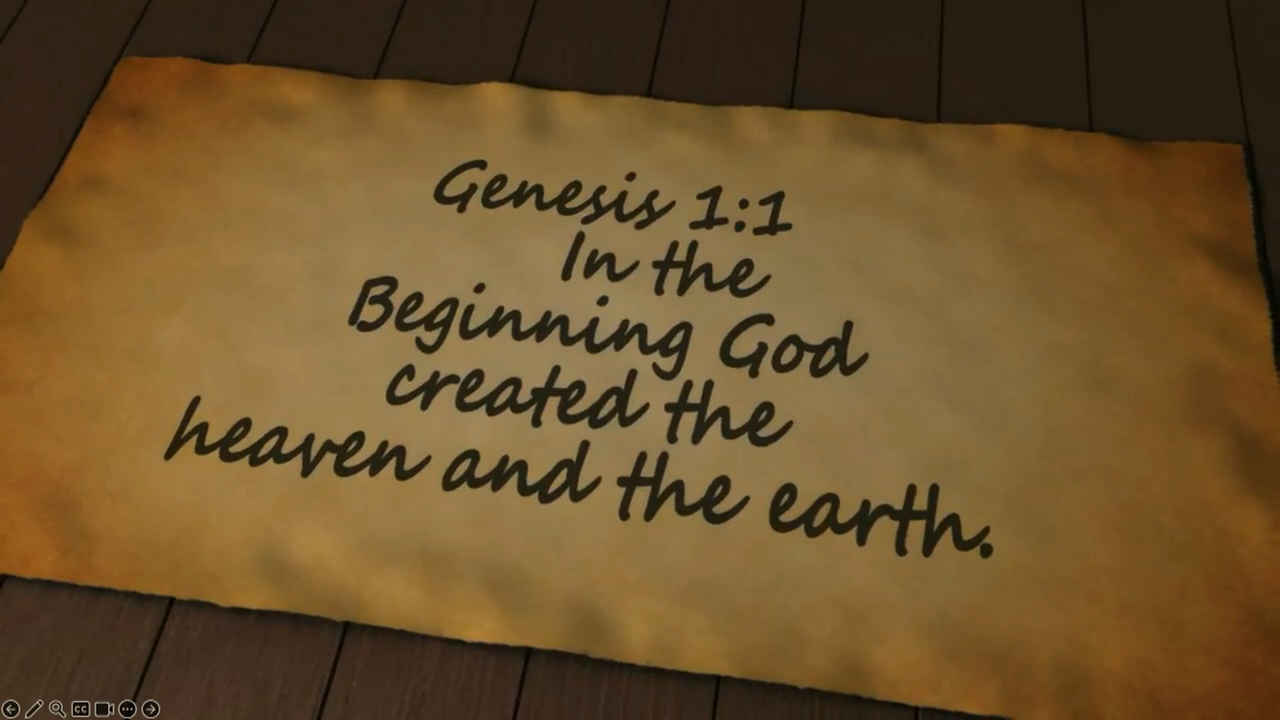 Genesis 1:1
In the
Beginning God
created the
heaven and the earth.